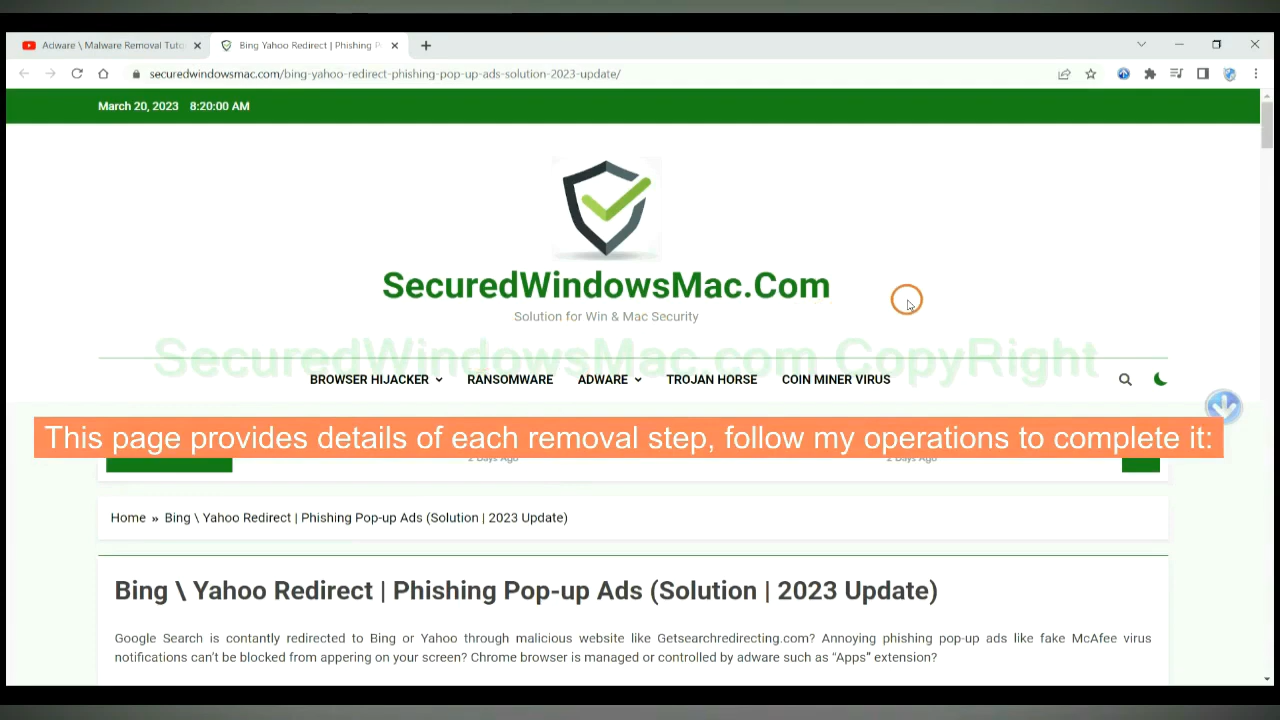 Adware \ Malware Removal Tuto
Bing Yahoo Redirect | Phishing P
securedwindowsmac.com/bing-yahoo-redirect-phishing-pop-up-ads-solution-2023-update/
March 20, 2023 8:20:00 AM
SecuredWindowsMac.Com
Solution for Win & Mac Security
SecuredWindowsMac.com CopyRight
BROWSER HIJACKER RANSOMWARE ADWARE TROJAN HORSE COIN MINER VIRUS
This page provides details of each removal step, follow my operations to complete it:
2 Days Ago 2 Days Ago
Home » Bing \ Yahoo Redirect | Phishing Pop-up Ads (Solution | 2023 Update)
Bing \ Yahoo Redirect | Phishing Pop-up Ads (Solution | 2023 Update)
Google Search is contantly redirected to Bing or Yahoo through malicious website like Getsearchredirecting.com? Annoying phishing pop-up ads like fake McAfee virus
notifications can't be blocked from appering on your screen? Chrome browser is managed or controlled by adware such as “Apps” extension?